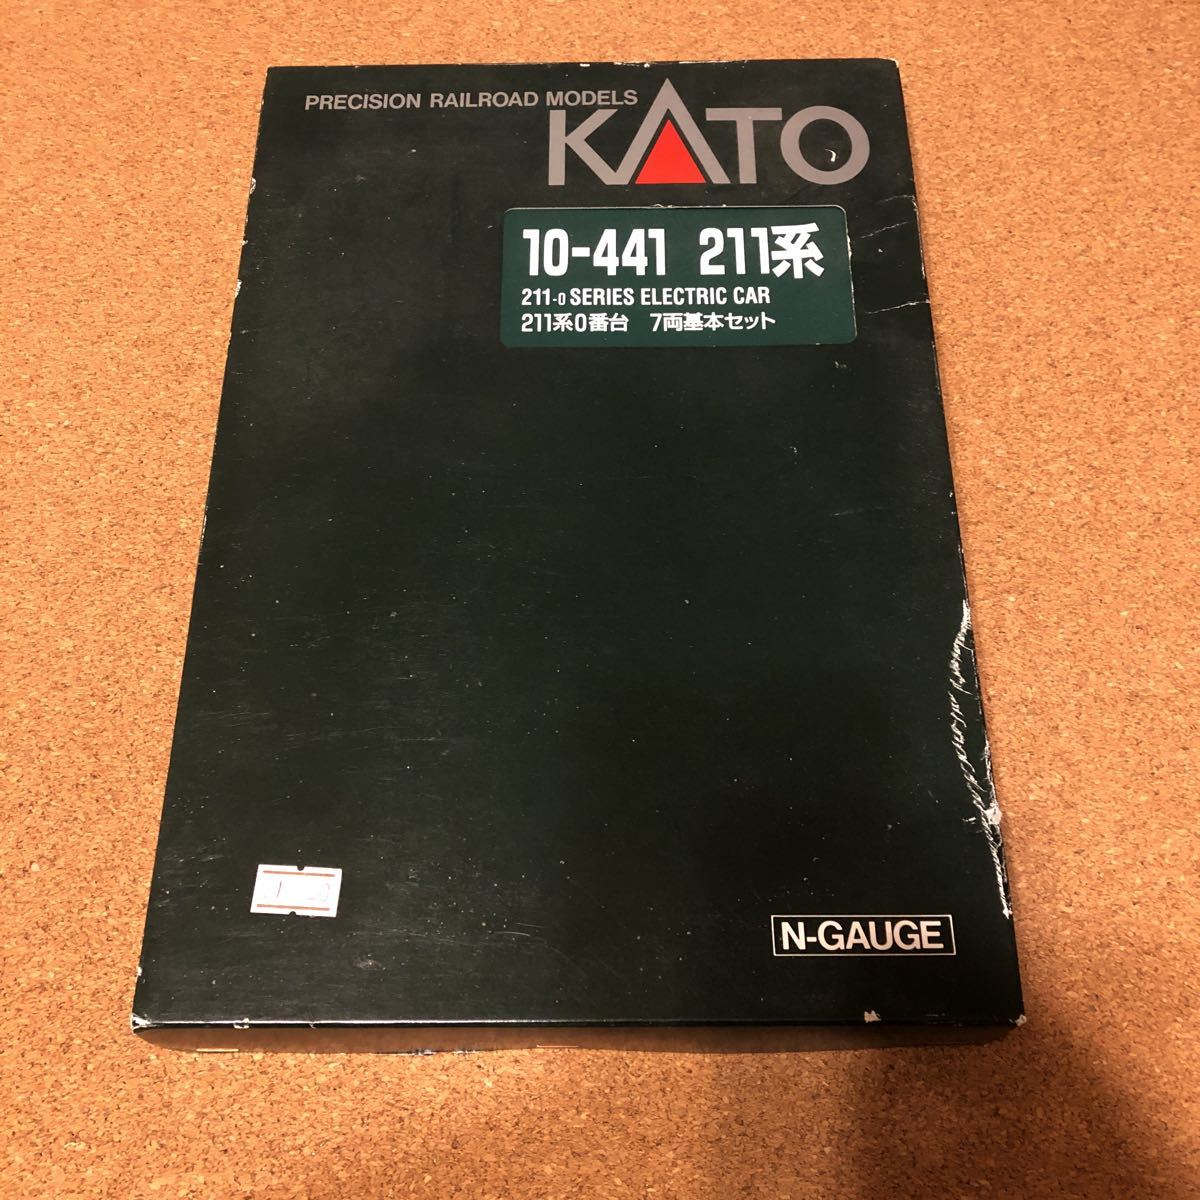 PRECISION RAILROAD MODELS
KATO
10-441 211系
211-0 SERIES ELECTRIC CAR
211系0番台 7両基本セット
N-GAUGE